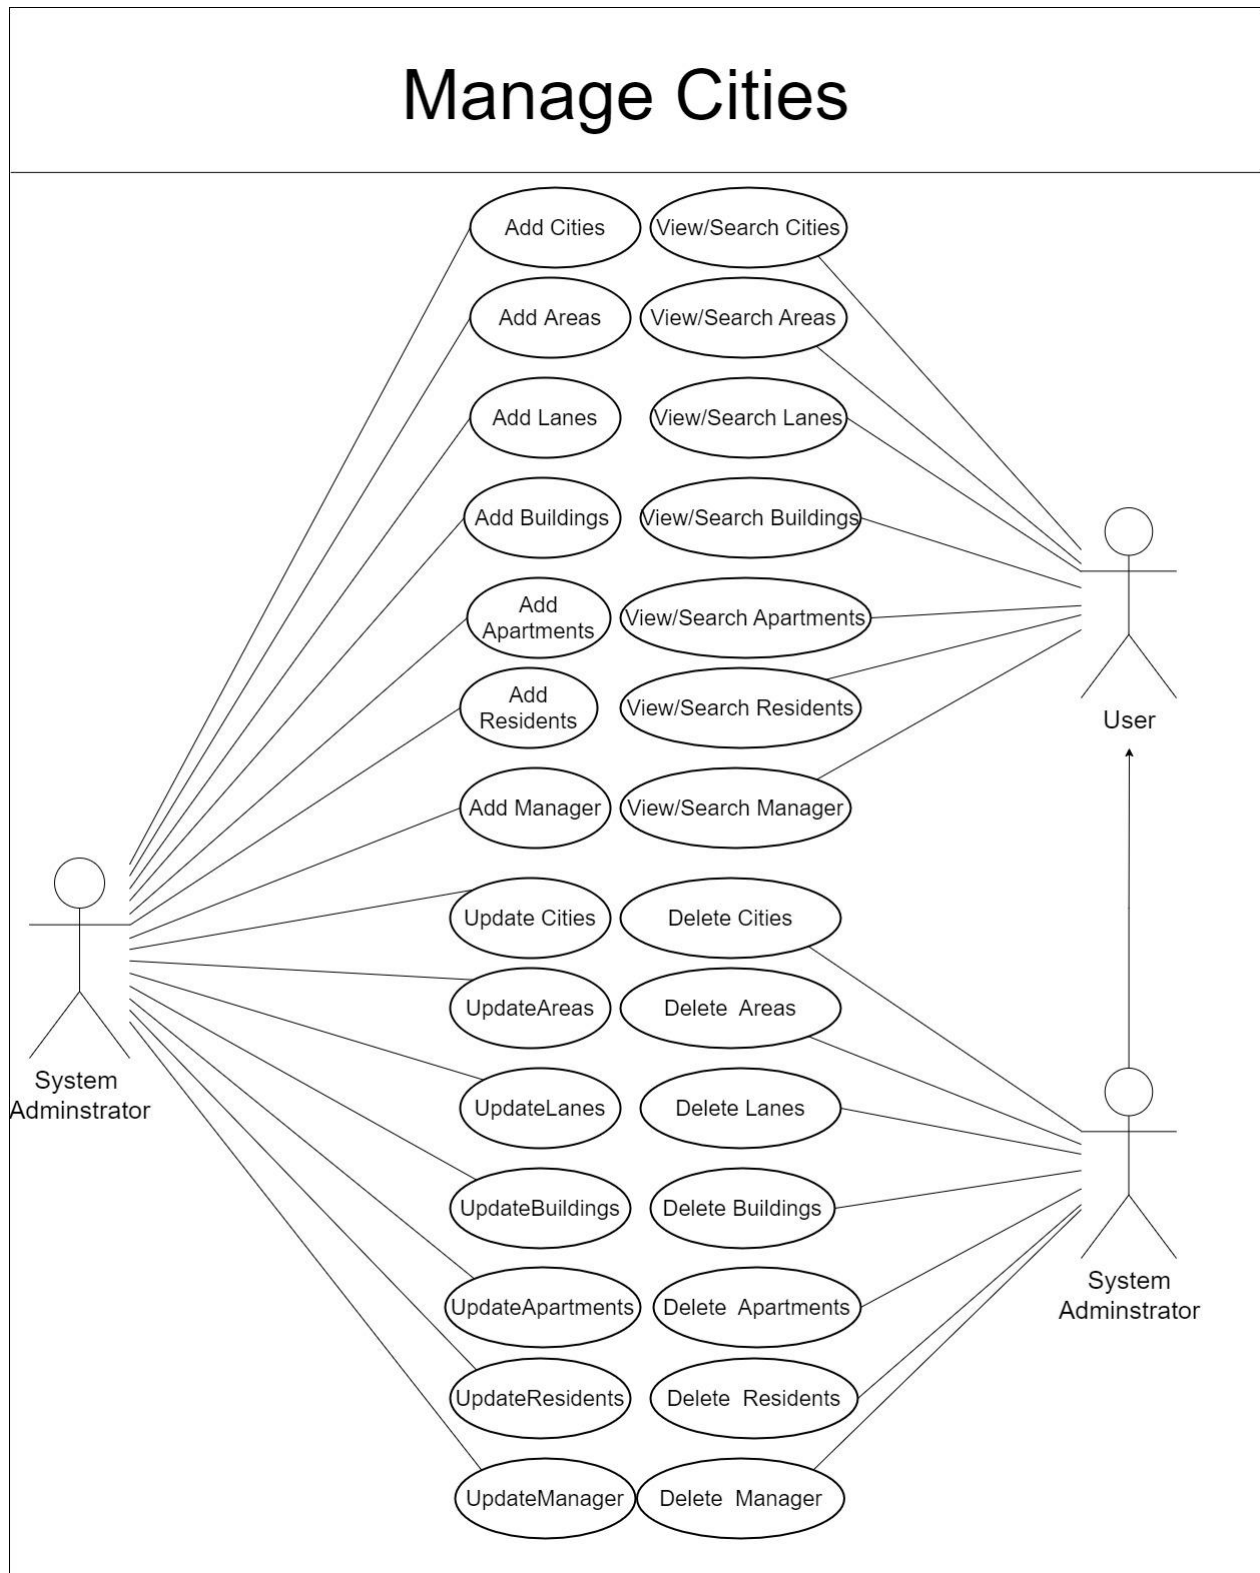 Manage Cities
Add Cities
View/Search Cities
Add Areas
View/Search Areas
Add Lanes
View/Search Lanes
Add Buildings
View/Search Buildings
Add
Apartments
View/Search Apartments
Add
Residents
View/Search Residents
User
Add Manager
View/Search Manager
Update Cities
Delete Cities
UpdateAreas
Delete  Areas
System
Adminstrator
UpdateLanes
Delete Lanes
UpdateBuildings
Delete Buildings
UpdateApartments
Delete  Apartments
System
Adminstrator
UpdateResidents
Delete  Residents
UpdateManager
Delete  Manager